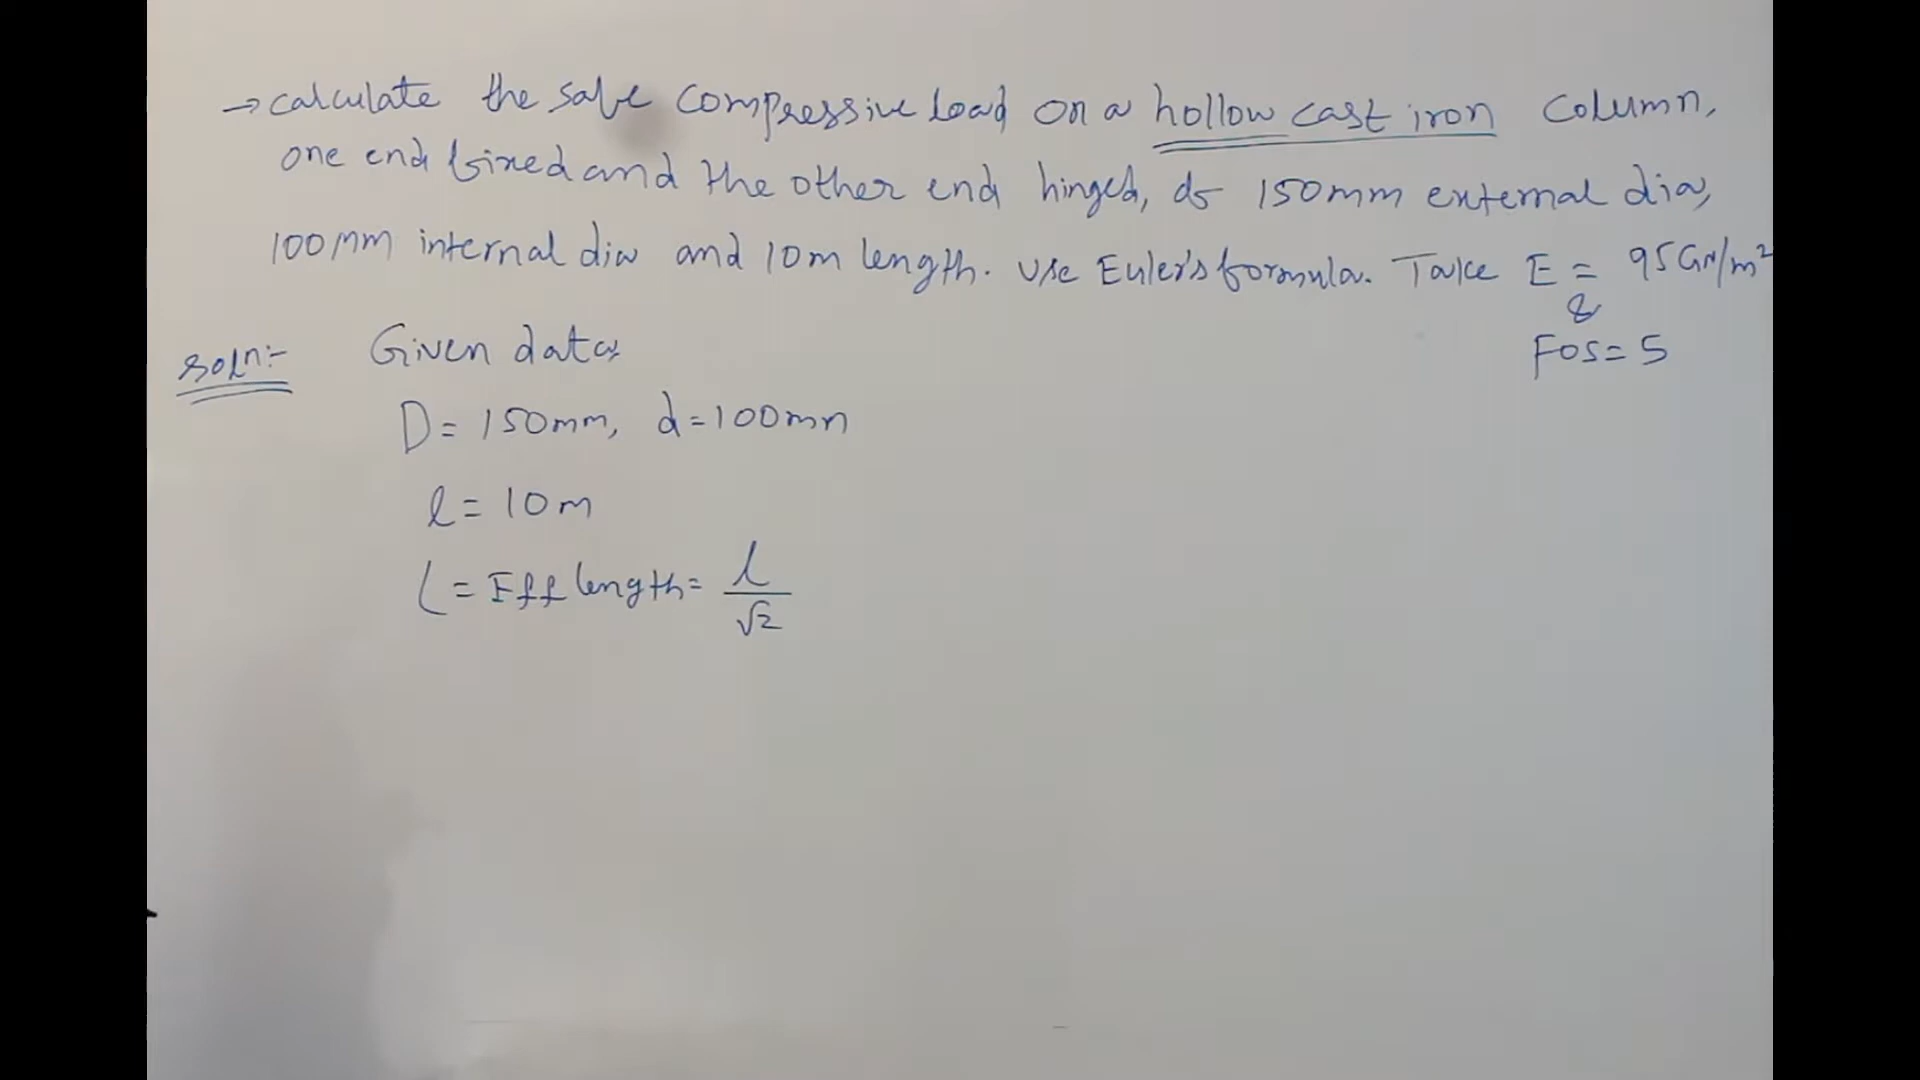 → calculate the safe compressive load on a hollow cast iron column,
one end fixed and the other end hinged, of 150mm external dia,
100mm internal dia and 10m length. Use Euler's formula. Take E = 95GN/m²
&
FOS = 5
Soln:- Given data
D = 150mm, d = 100mm
l = 10m
L = Eff length = l/√2